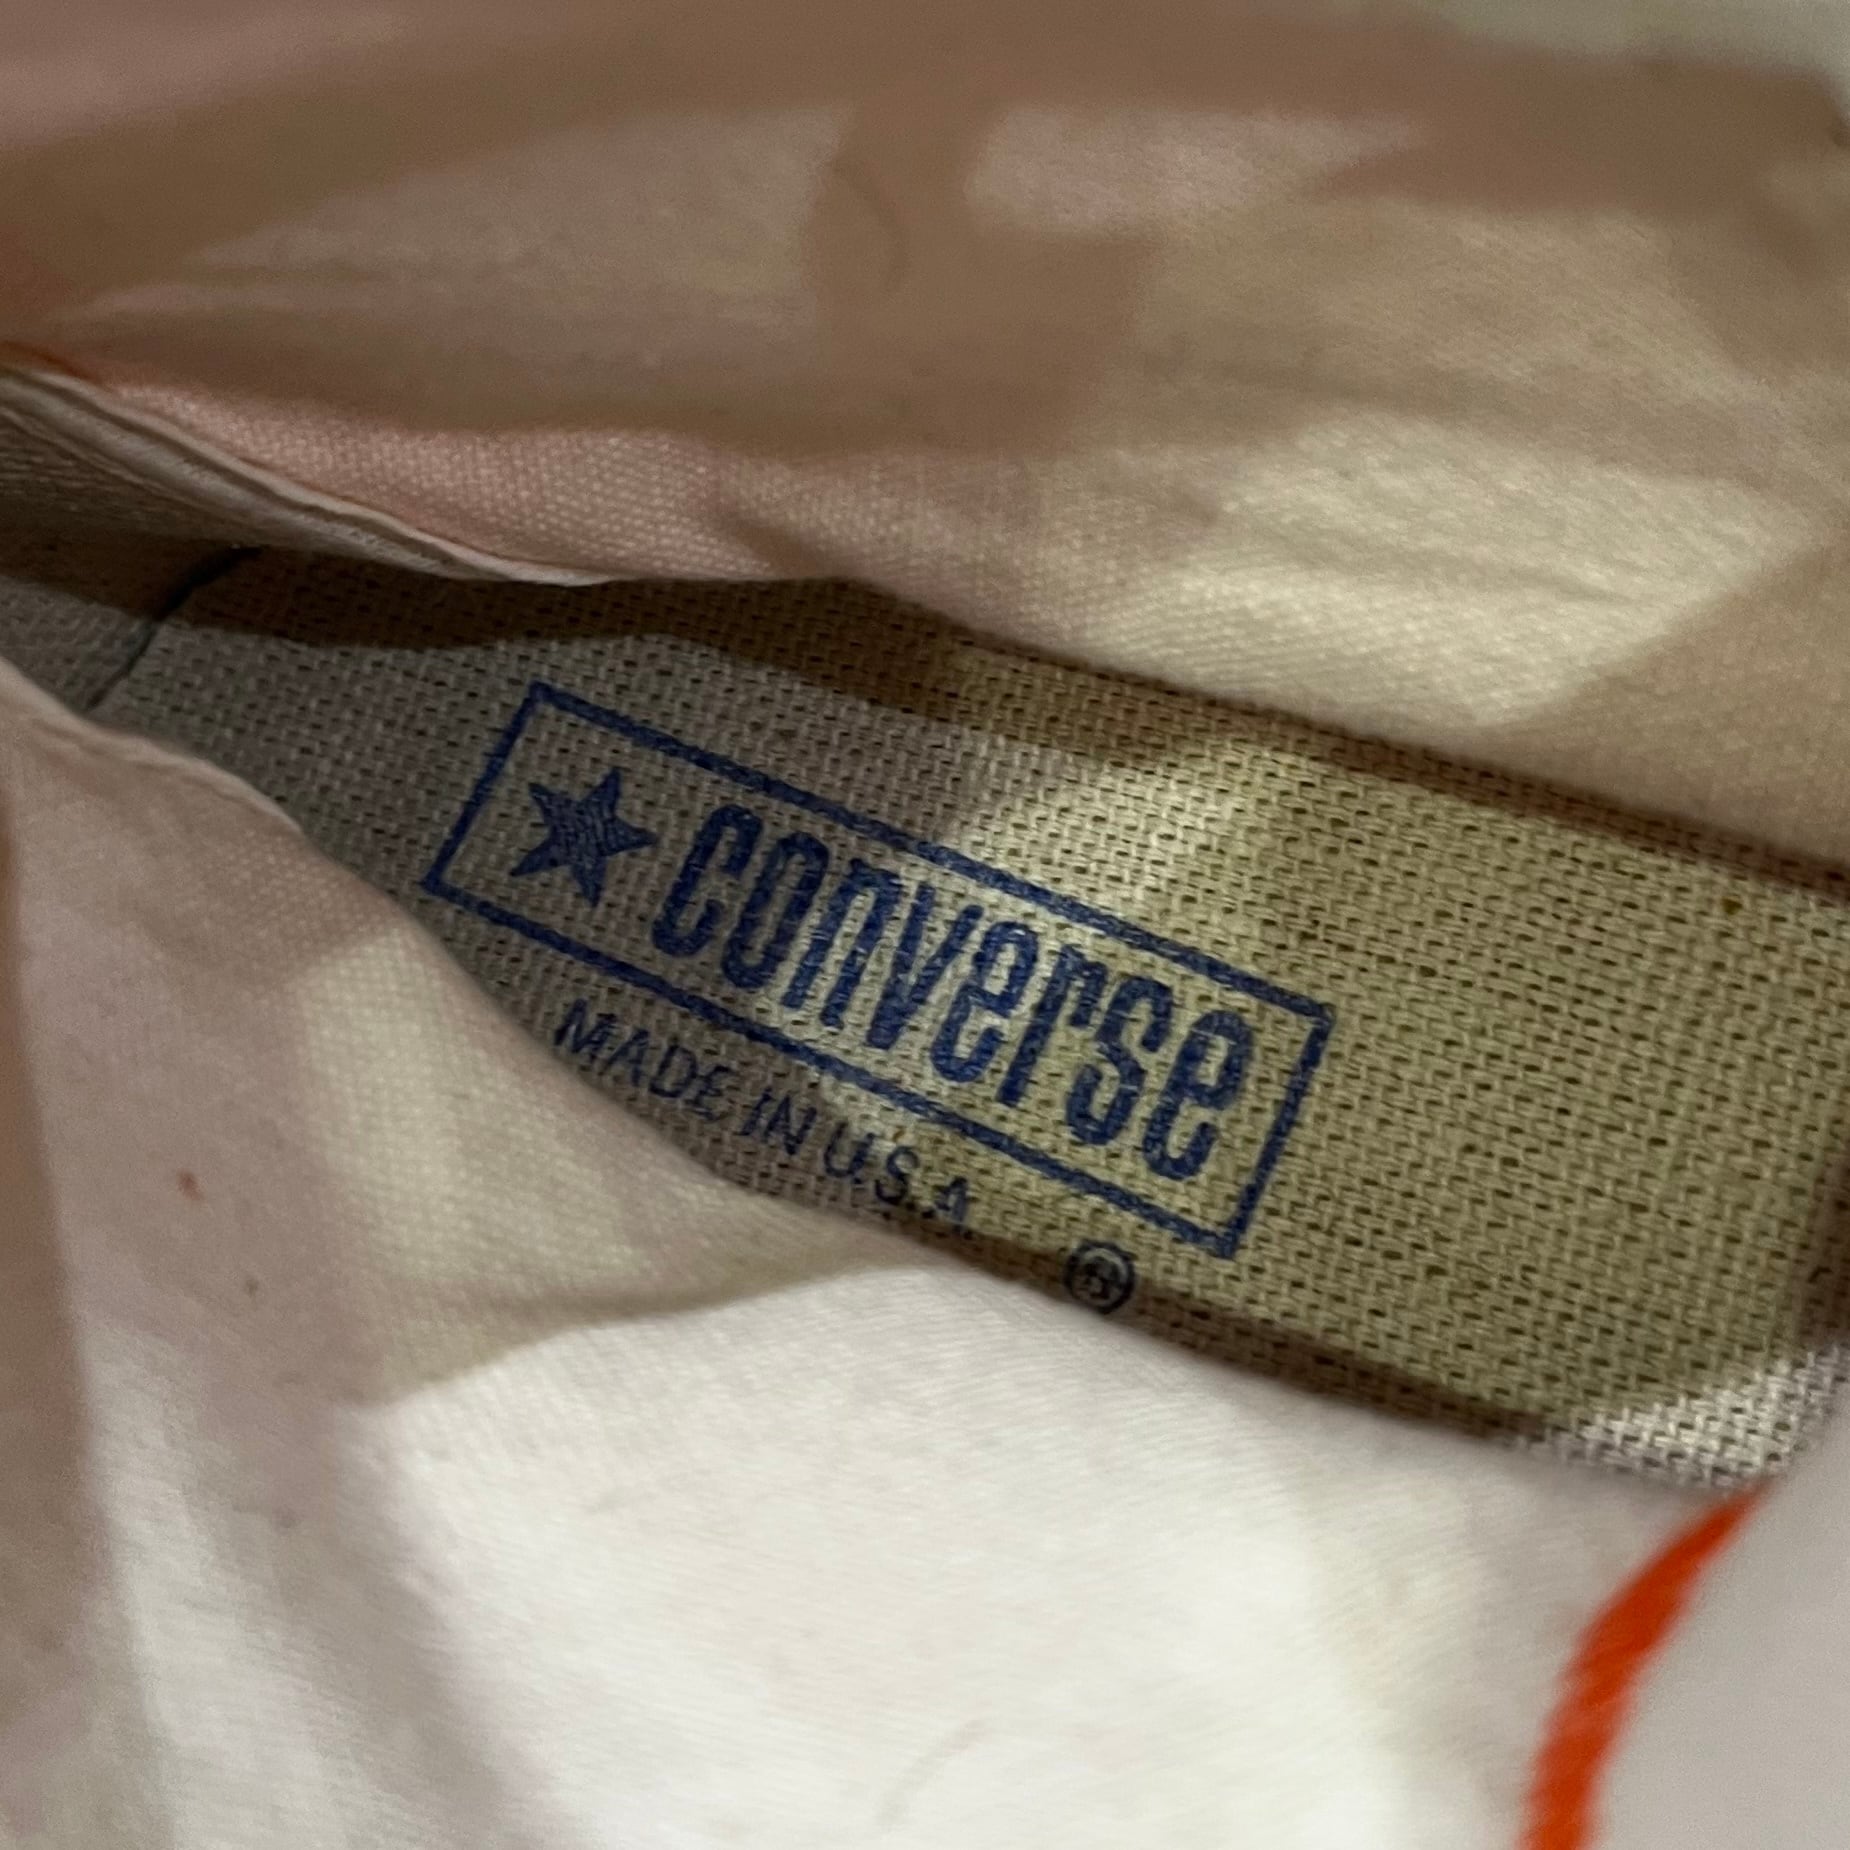 ★converse
MADE IN U.S.A.
®